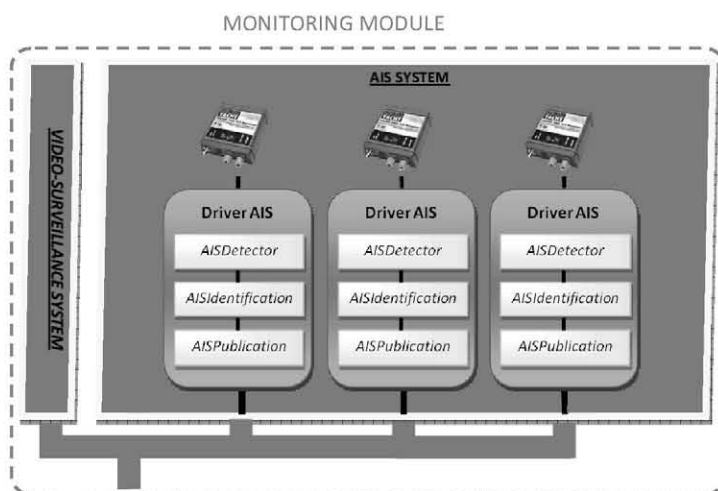 MONITORING MODULE
VIDEO-SURVEILLANCE SYSTEM
AIS SYSTEM
Driver AIS
AISDetector
AISIdentification
AISPublication
Driver AIS
AISDetector
AISIdentification
AISPublication
Driver AIS
AISDetector
AISIdentification
AISPublication